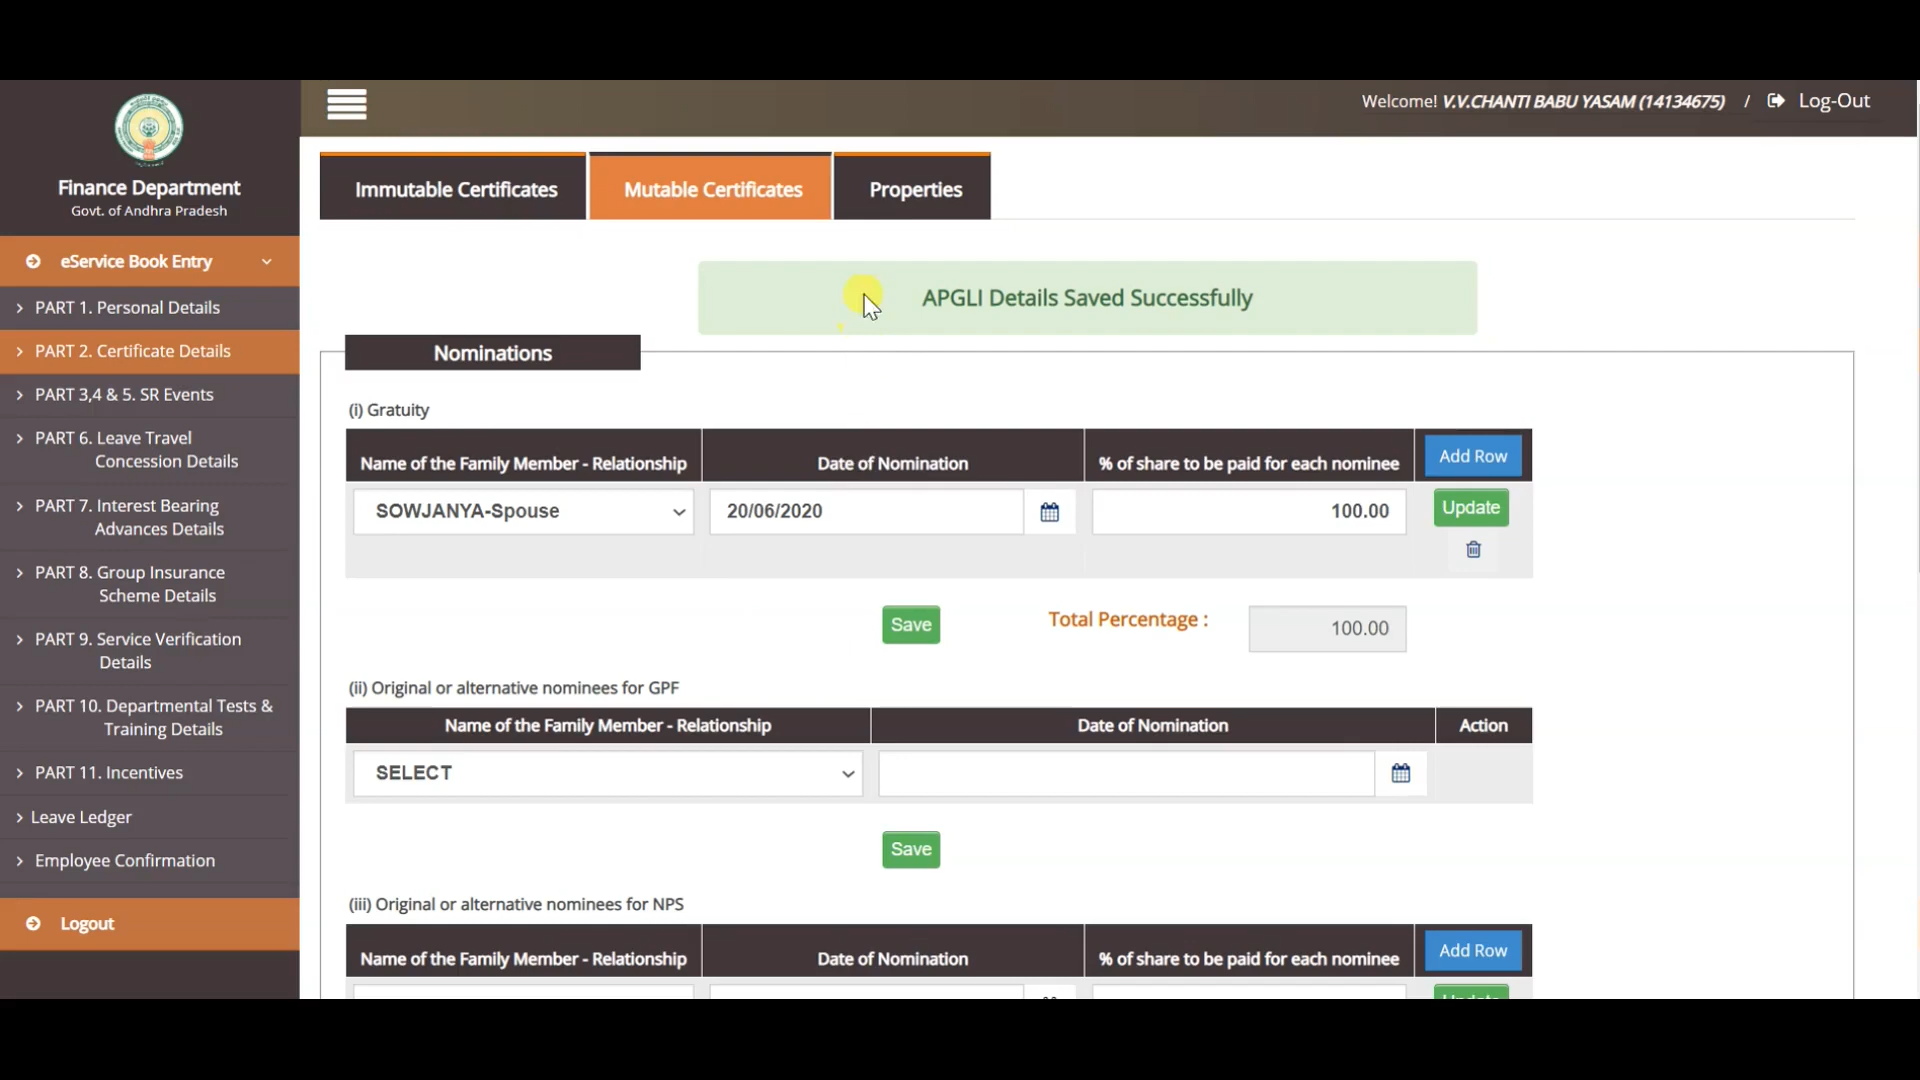 Finance Department
Govt. of Andhra Pradesh
eService Book Entry
PART 1. Personal Details
PART 2. Certificate Details
PART 3,4 & 5. SR Events
PART 6. Leave Travel
Concession Details
PART 7. Interest Bearing
Advances Details
PART 8. Group Insurance
Scheme Details
PART 9. Service Verification
Details
PART 10. Departmental Tests &
Training Details
PART 11. Incentives
Leave Ledger
Employee Confirmation
Logout
Welcome! V.V.CHANTI BABU YASAM (14134675) / Log-Out
Immutable Certificates Mutable Certificates Properties
APGLI Details Saved Successfully
Nominations
(i) Gratuity
Name of the Family Member - Relationship Date of Nomination % of share to be paid for each nominee Add Row
SOWJANYA-Spouse 20/06/2020 100.00 Update
Save Total Percentage : 100.00
(ii) Original or alternative nominees for GPF
Name of the Family Member - Relationship Date of Nomination Action
SELECT
Save
(iii) Original or alternative nominees for NPS
Name of the Family Member - Relationship Date of Nomination % of share to be paid for each nominee Add Row